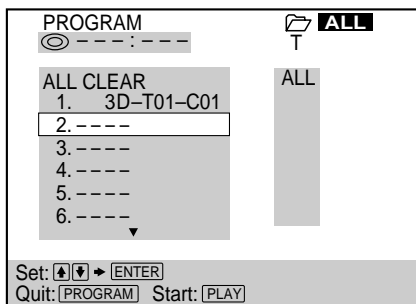 PROGRAM ALL
– – – : – – – T
ALL CLEAR ALL
1. 3D–T01–C01
2. – – – –
3. – – – –
4. – – – –
5. – – – –
6. – – – –
Set: ENTER
Quit: PROGRAM Start: PLAY